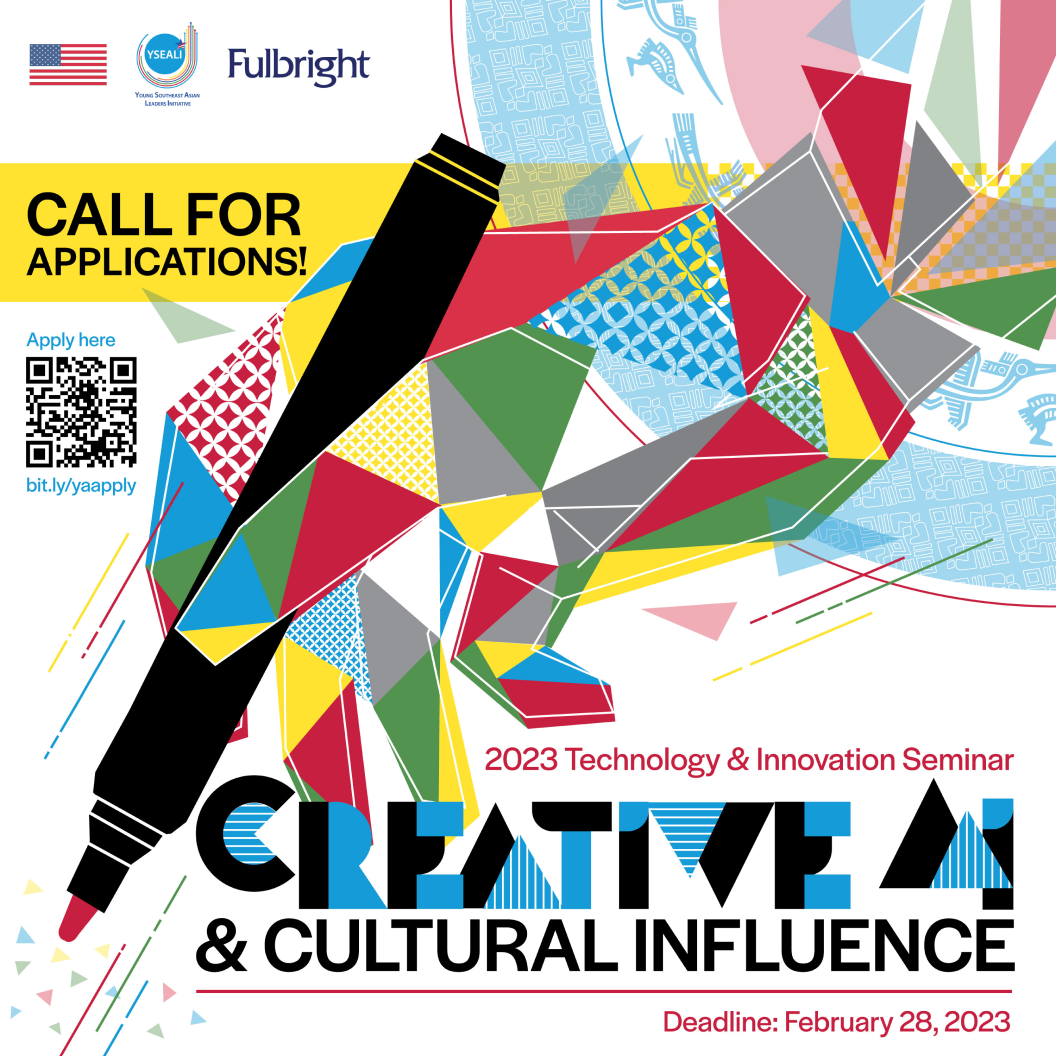 YSEALI
Young Southeast Asian
Leaders Initiative
Fulbright
CALL FOR
APPLICATIONS!
Apply here
bit.ly/yaapply
2023 Technology & Innovation Seminar
CREATIVE AI
& CULTURAL INFLUENCE
Deadline: February 28, 2023